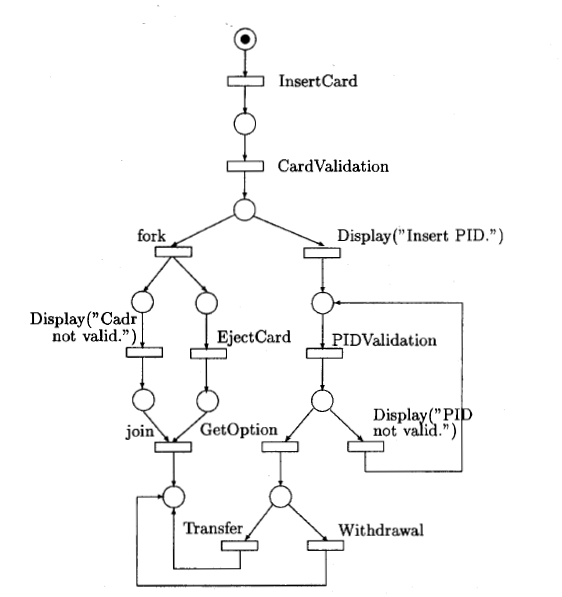 InsertCard
CardValidation
fork
Display("Insert PID.")
Display("Cadr
not valid.")
EjectCard
PIDValidation
Display("PID
not valid.")
join
GetOption
Transfer
Withdrawal